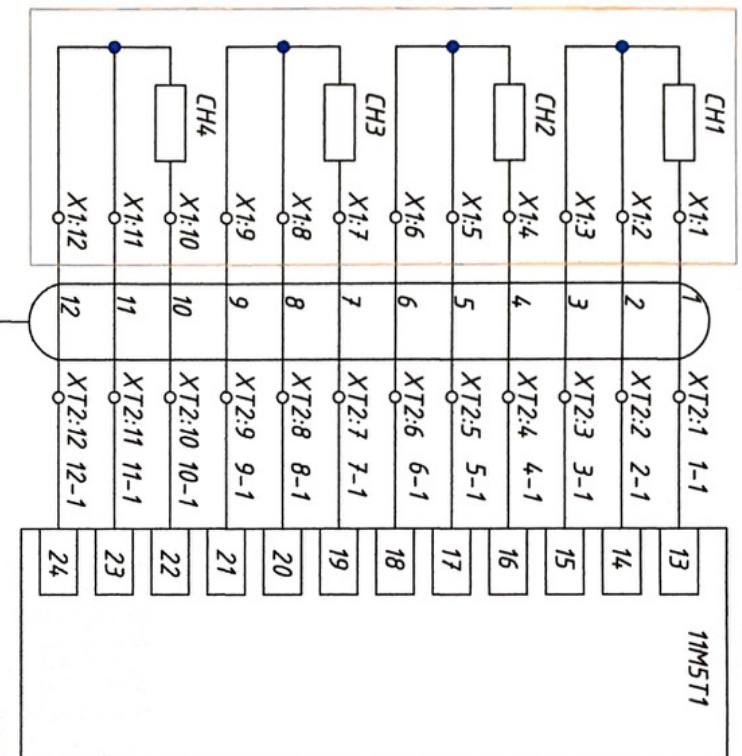 CH1
11M5T1
X1:1 1 XT2:1 1-1 13
X1:2 2 XT2:2 2-1 14
X1:3 3 XT2:3 3-1 15
CH2
X1:4 4 XT2:4 4-1 16
X1:5 5 XT2:5 5-1 17
X1:6 6 XT2:6 6-1 18
CH3
X1:7 7 XT2:7 7-1 19
X1:8 8 XT2:8 8-1 20
X1:9 9 XT2:9 9-1 21
CH4
X1:10 10 XT2:10 10-1 22
X1:11 11 XT2:11 11-1 23
X1:12 12 XT2:12 12-1 24